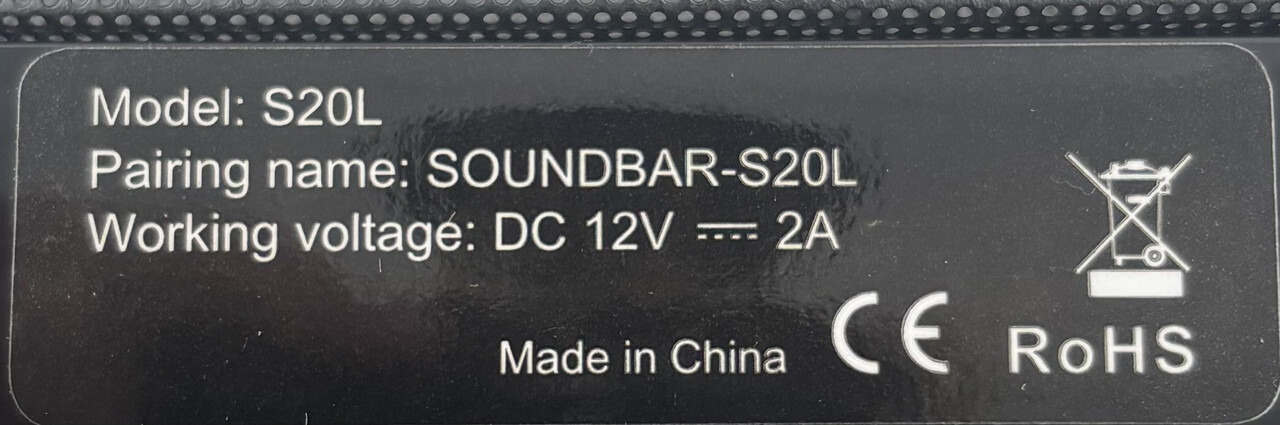 Model: S20L
Pairing name: SOUNDBAR-S20L
Working voltage: DC 12V ⎓ 2A
Made in China
CE
RoHS